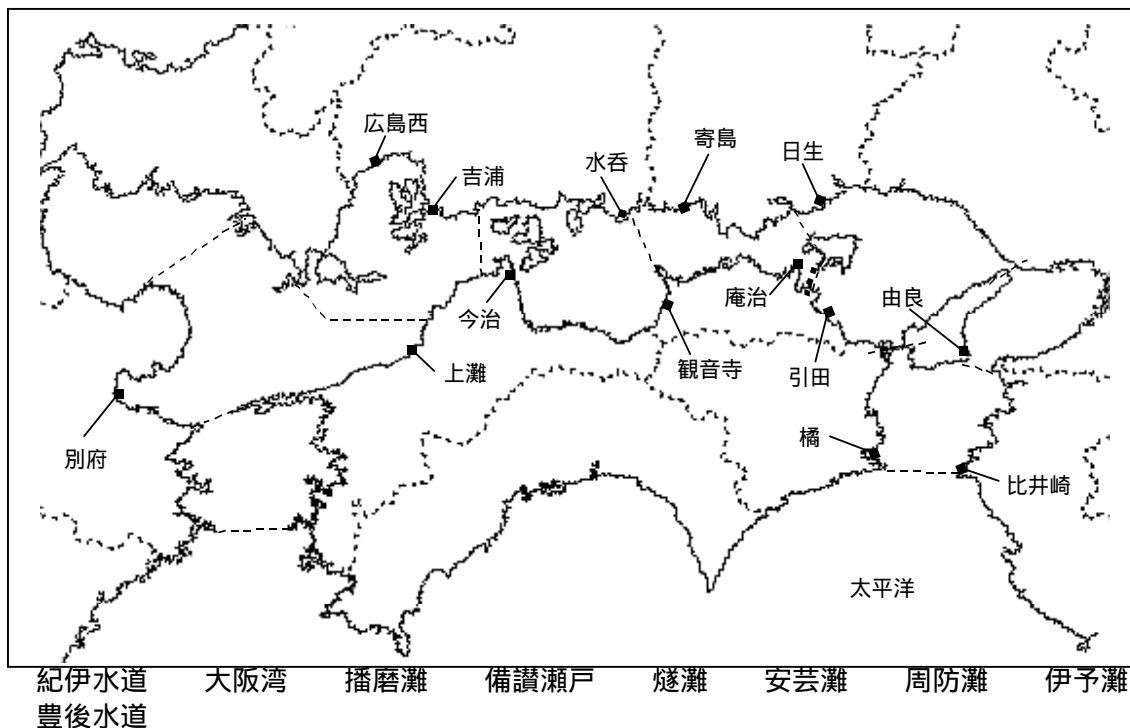 広島西
吉浦
水呑
寄島
日生
今治
上灘
観音寺
庵治
引田
由良
別府
橘
比井崎
太平洋
紀伊水道 大阪湾 播磨灘 備讃瀬戸 燧灘 安芸灘 周防灘 伊予灘
豊後水道